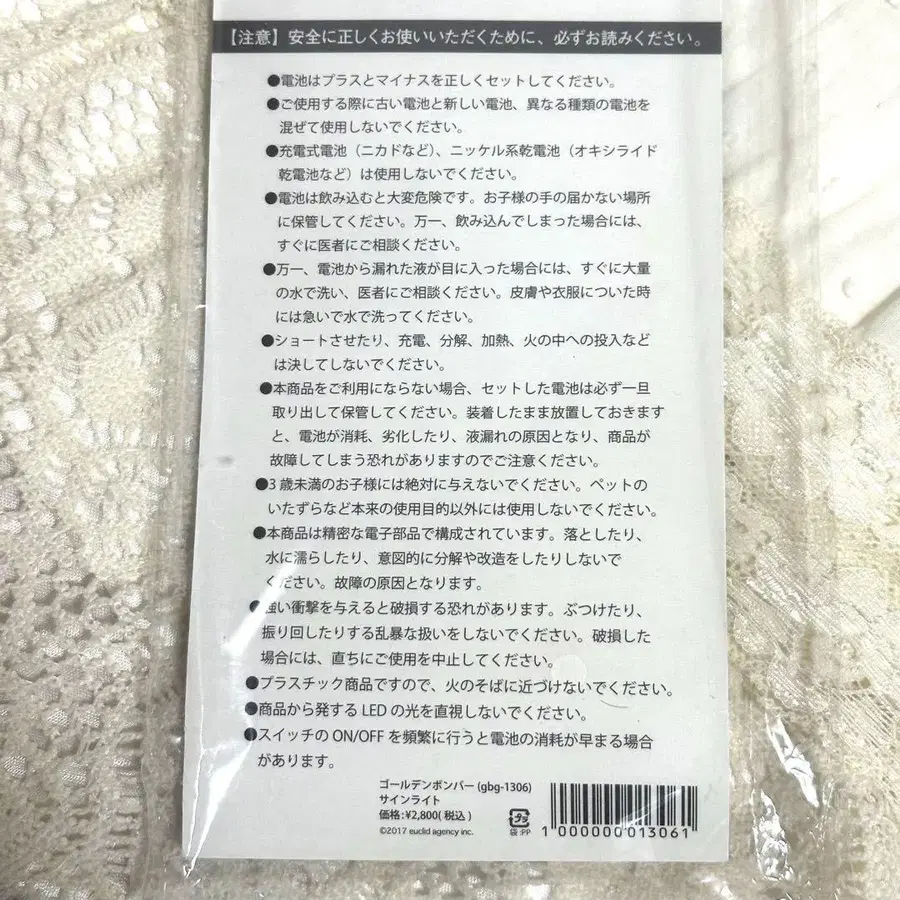 【注意】安全に正しくお使いいただくために、必ずお読みください。
●電池はプラスとマイナスを正しくセットしてください。
●ご使用する際に古い電池と新しい電池、異なる種類の電池を
混ぜて使用しないでください。
●充電式電池（ニカドなど）、ニッケル系乾電池（オキシライド
乾電池など）は使用しないでください。
●電池は飲み込むと大変危険です。お子様の手の届かない場所
に保管してください。万一、飲み込んでしまった場合には、
すぐに医者にご相談ください。
●万一、電池から漏れた液が目に入った場合には、すぐに大量
の水で洗い、医者にご相談ください。皮膚や衣服についた時
には急いで水で洗ってください。
●ショートさせたり、充電、分解、加熱、火の中への投入など
は決してしないでください。
●本商品をご利用にならない場合、セットした電池は必ず一旦
取り出して保管してください。装着したまま放置しておきます
と、電池が消耗、劣化したり、液漏れの原因となり、商品が
故障してしまう恐れがありますのでご注意ください。
●3歳未満のお子様には絶対に与えないでください。ペットの
いたずらなど本来の使用目的以外には使用しないでください。
●本商品は精密な電子部品で構成されています。落としたり、
水に濡らしたり、意図的に分解や改造をしたりしないで
ください。故障の原因となります。
●強い衝撃を与えると破損する恐れがあります。ぶつけたり、
振り回したりする乱暴な扱いをしないでください。破損した
場合には、直ちにご使用を中止してください。
●プラスチック商品ですので、火のそばに近づけないでください。
●商品から発する LED の光を直視しないでください。
●スイッチの ON/OFF を頻繁に行うと電池の消耗が早まる場合
があります。
ゴールデンボンバー (gbg-1306)
サインライト
価格:¥2,800(税込)
©2017 euclid agency inc.
プラ
袋:PP
1 000000 013061